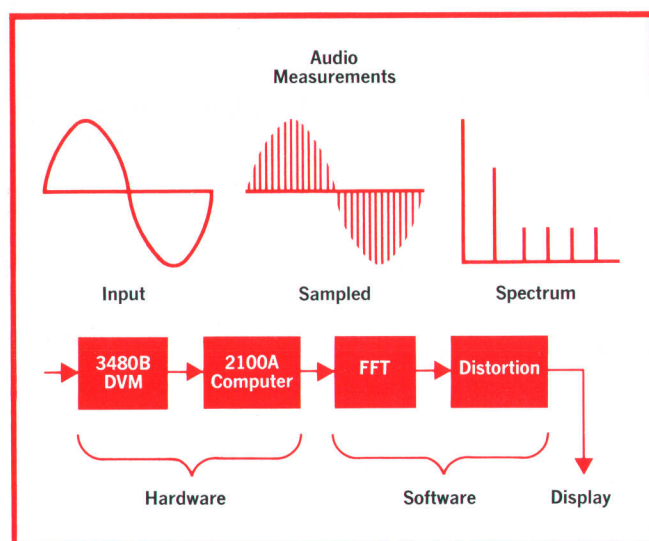 Audio
Measurements
Input
Sampled
Spectrum
3480B
DVM
2100A
Computer
FFT
Distortion
Hardware
Software
Display